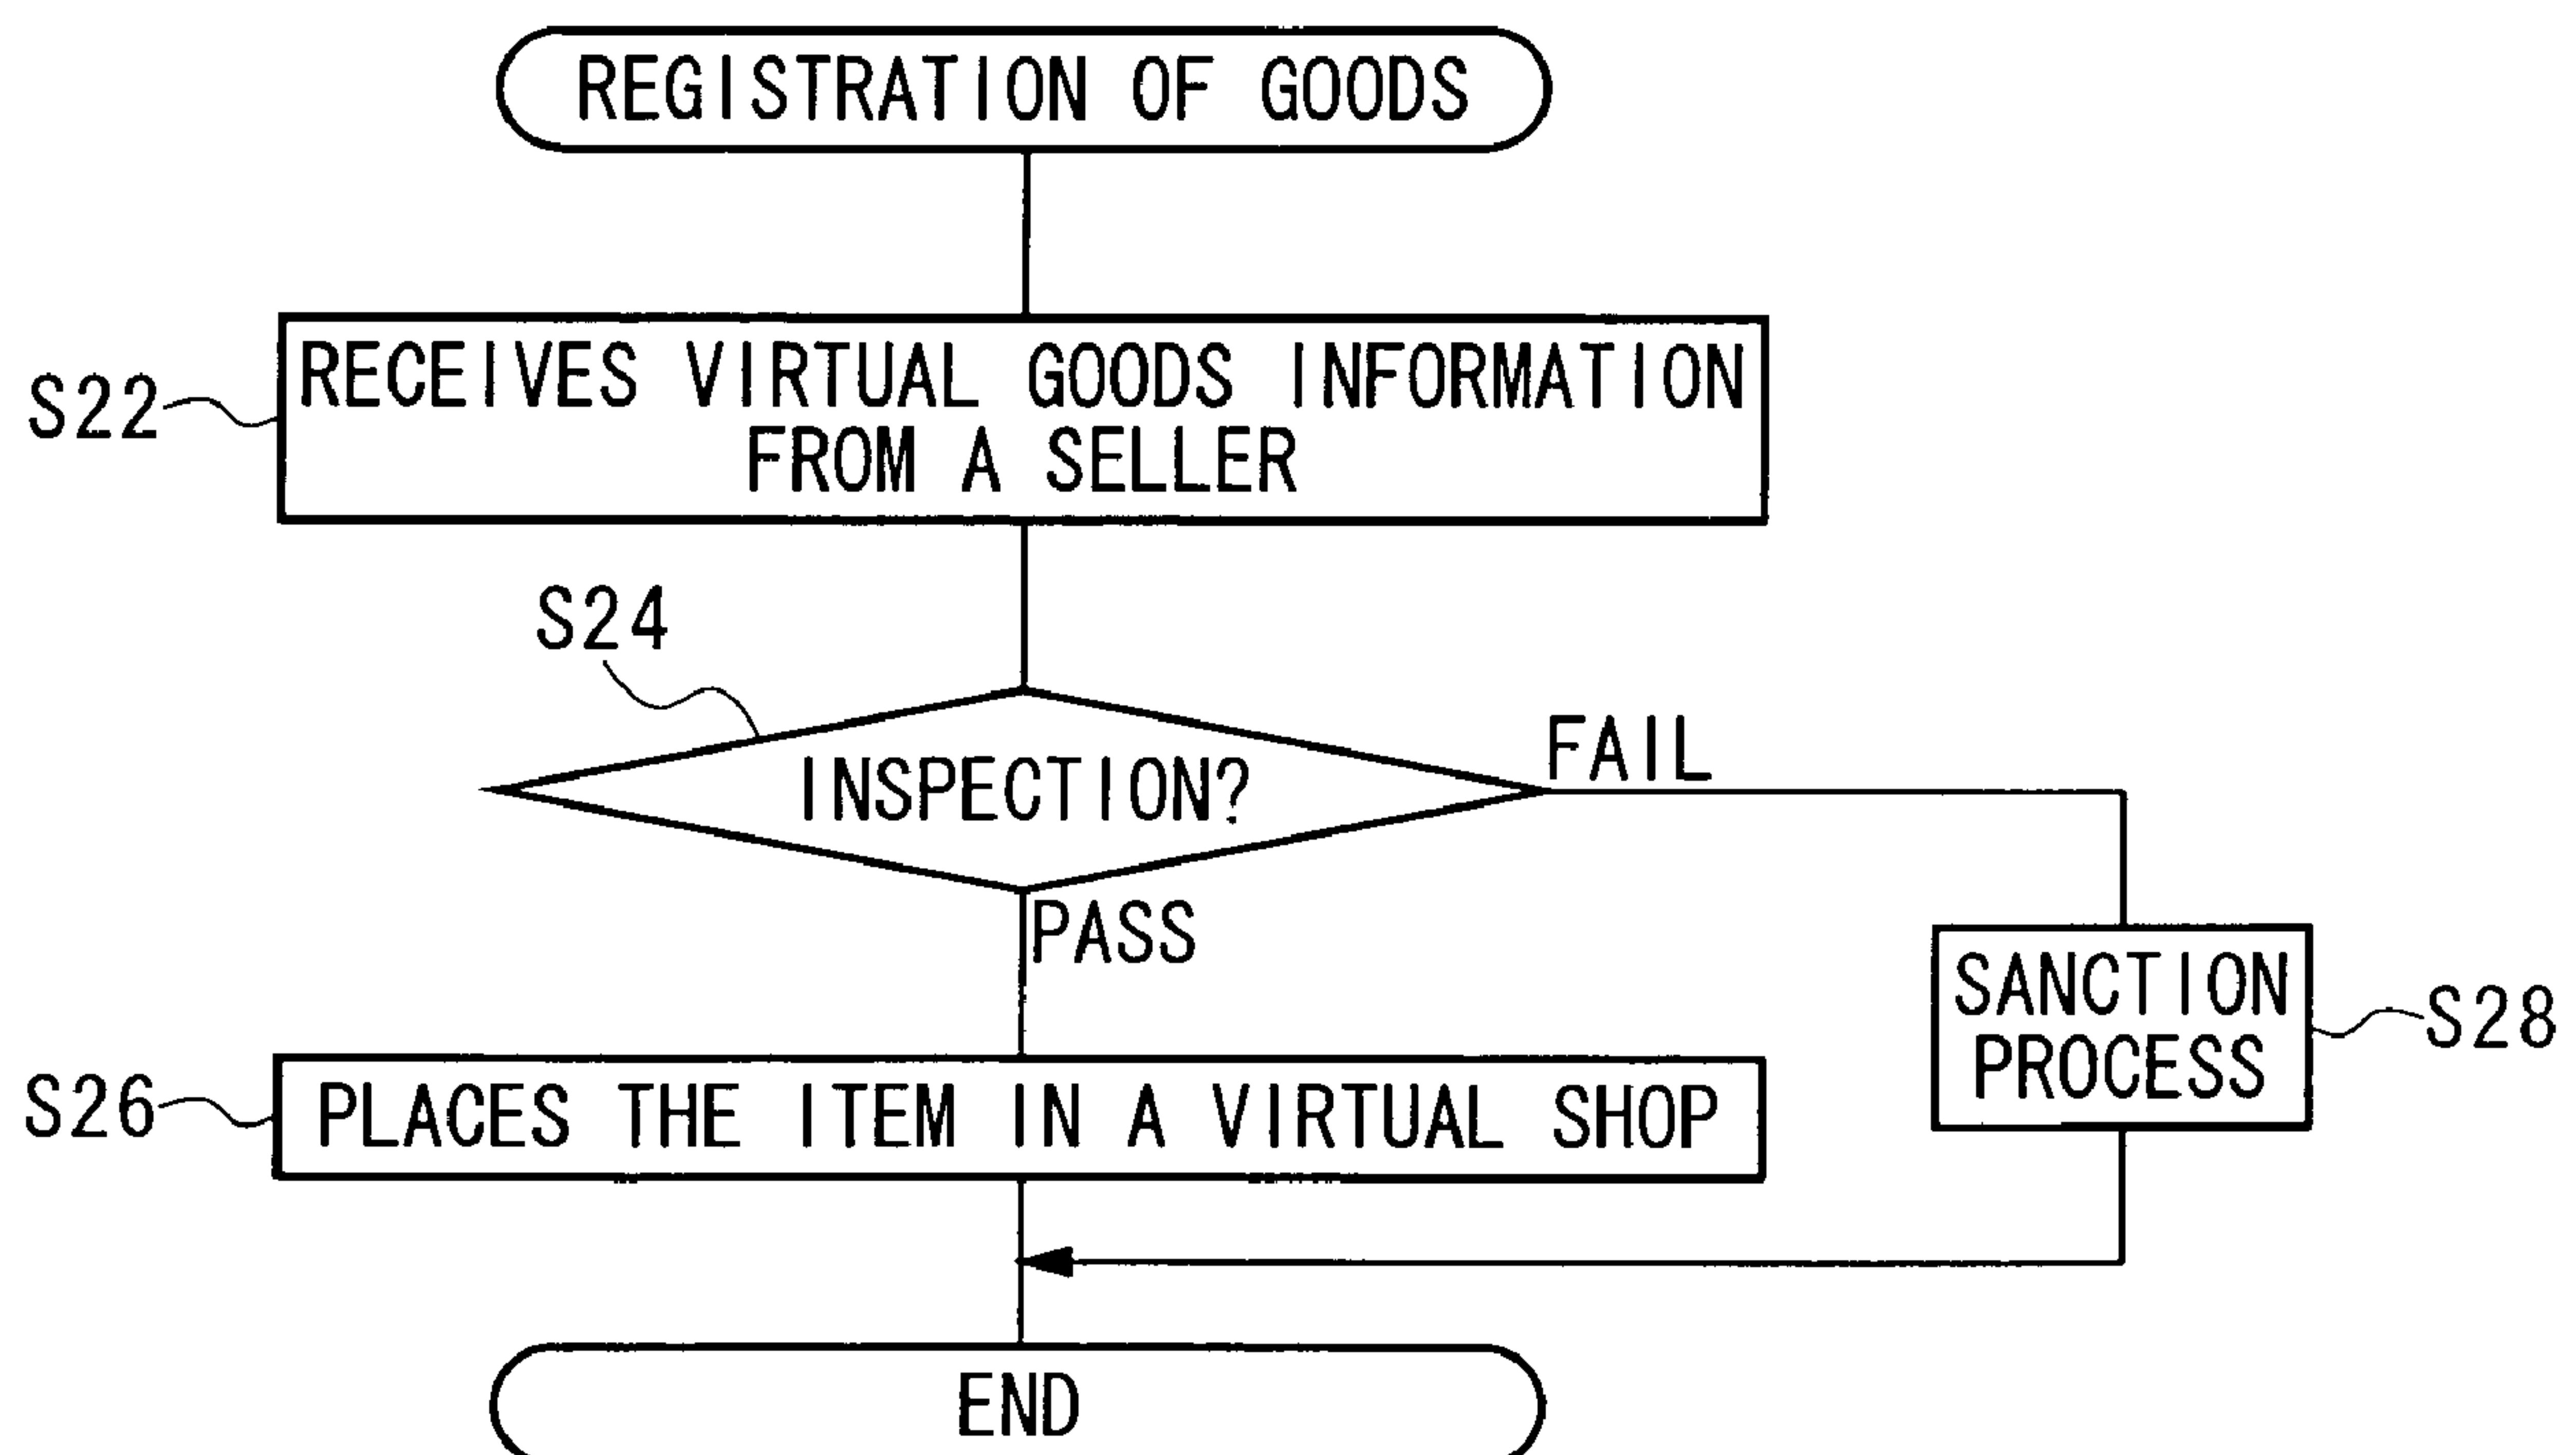 REGISTRATION OF GOODS
S22
RECEIVES VIRTUAL GOODS INFORMATION
FROM A SELLER
S24
INSPECTION?
FAIL
PASS
SANCTION
PROCESS
S28
S26
PLACES THE ITEM IN A VIRTUAL SHOP
END